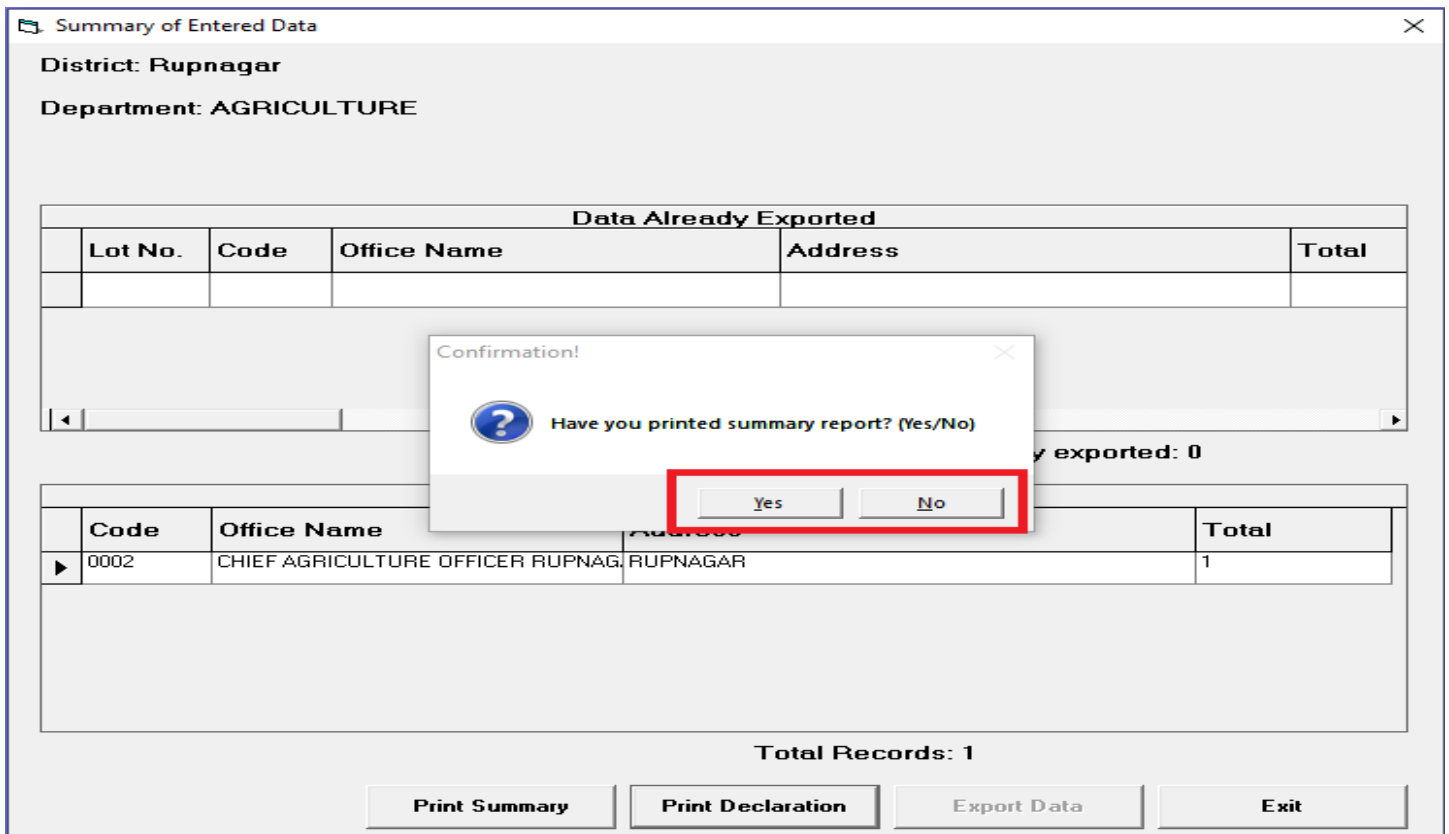 Summary of Entered Data
District: Rupnagar
Department: AGRICULTURE
Data Already Exported
Lot No. Code Office Name Address Total
Confirmation!
Have you printed summary report? (Yes/No)
exported: 0
Yes No
Code Office Name Total
0002 CHIEF AGRICULTURE OFFICER RUPNAG. RUPNAGAR 1
Total Records: 1
Print Summary Print Declaration Export Data Exit